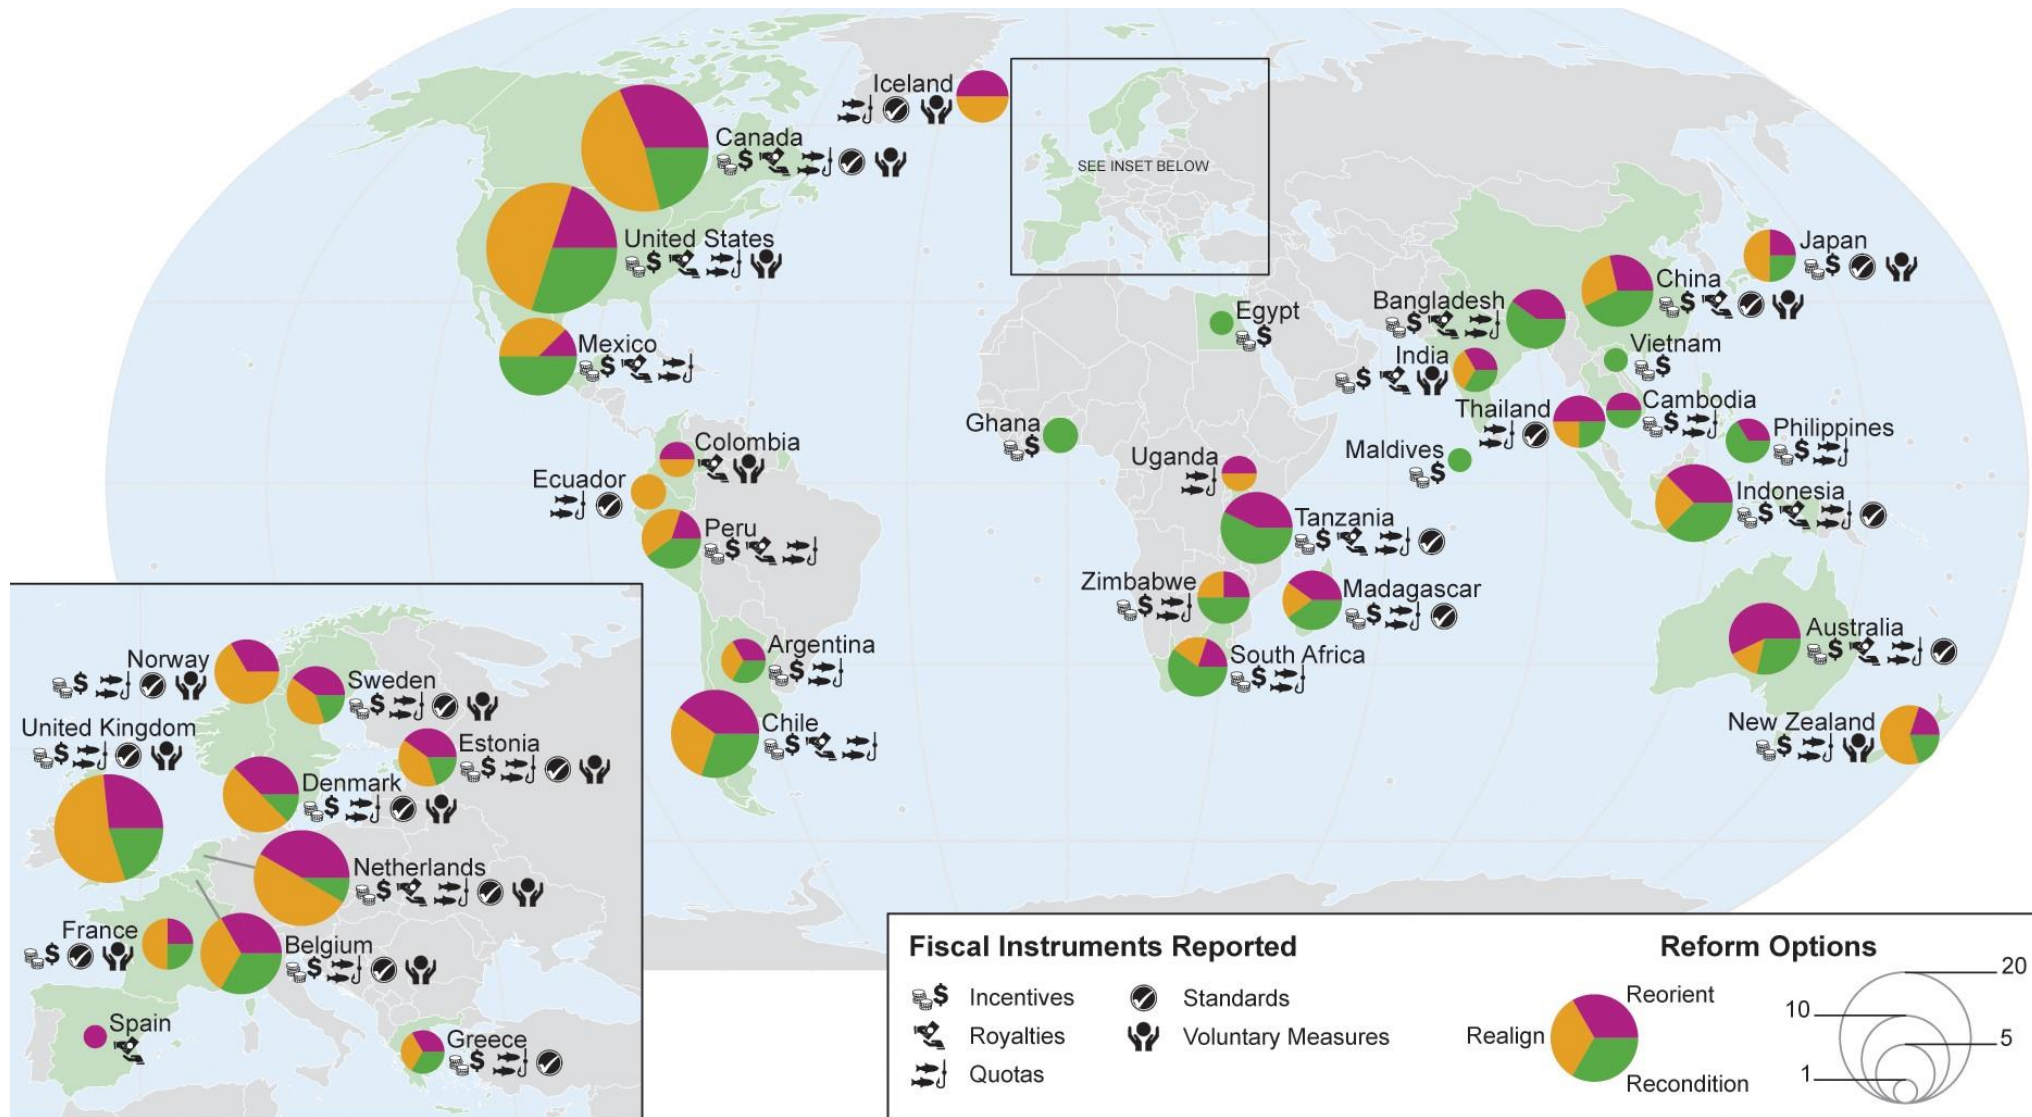 Iceland
Canada
SEE INSET BELOW
United States
Japan
China
Bangladesh
Egypt
Mexico
Vietnam
India
Cambodia
Thailand
Philippines
Ghana
Colombia
Maldives
Uganda
Ecuador
Indonesia
Tanzania
Peru
Zimbabwe
Madagascar
Australia
Argentina
South Africa
Chile
New Zealand
Norway
Sweden
United Kingdom
Estonia
Denmark
Netherlands
France
Belgium
Spain
Greece
Fiscal Instruments Reported
Incentives
Royalties
Quotas
Standards
Voluntary Measures
Reform Options
Reorient
Realign
Recondition
20
10
5
1